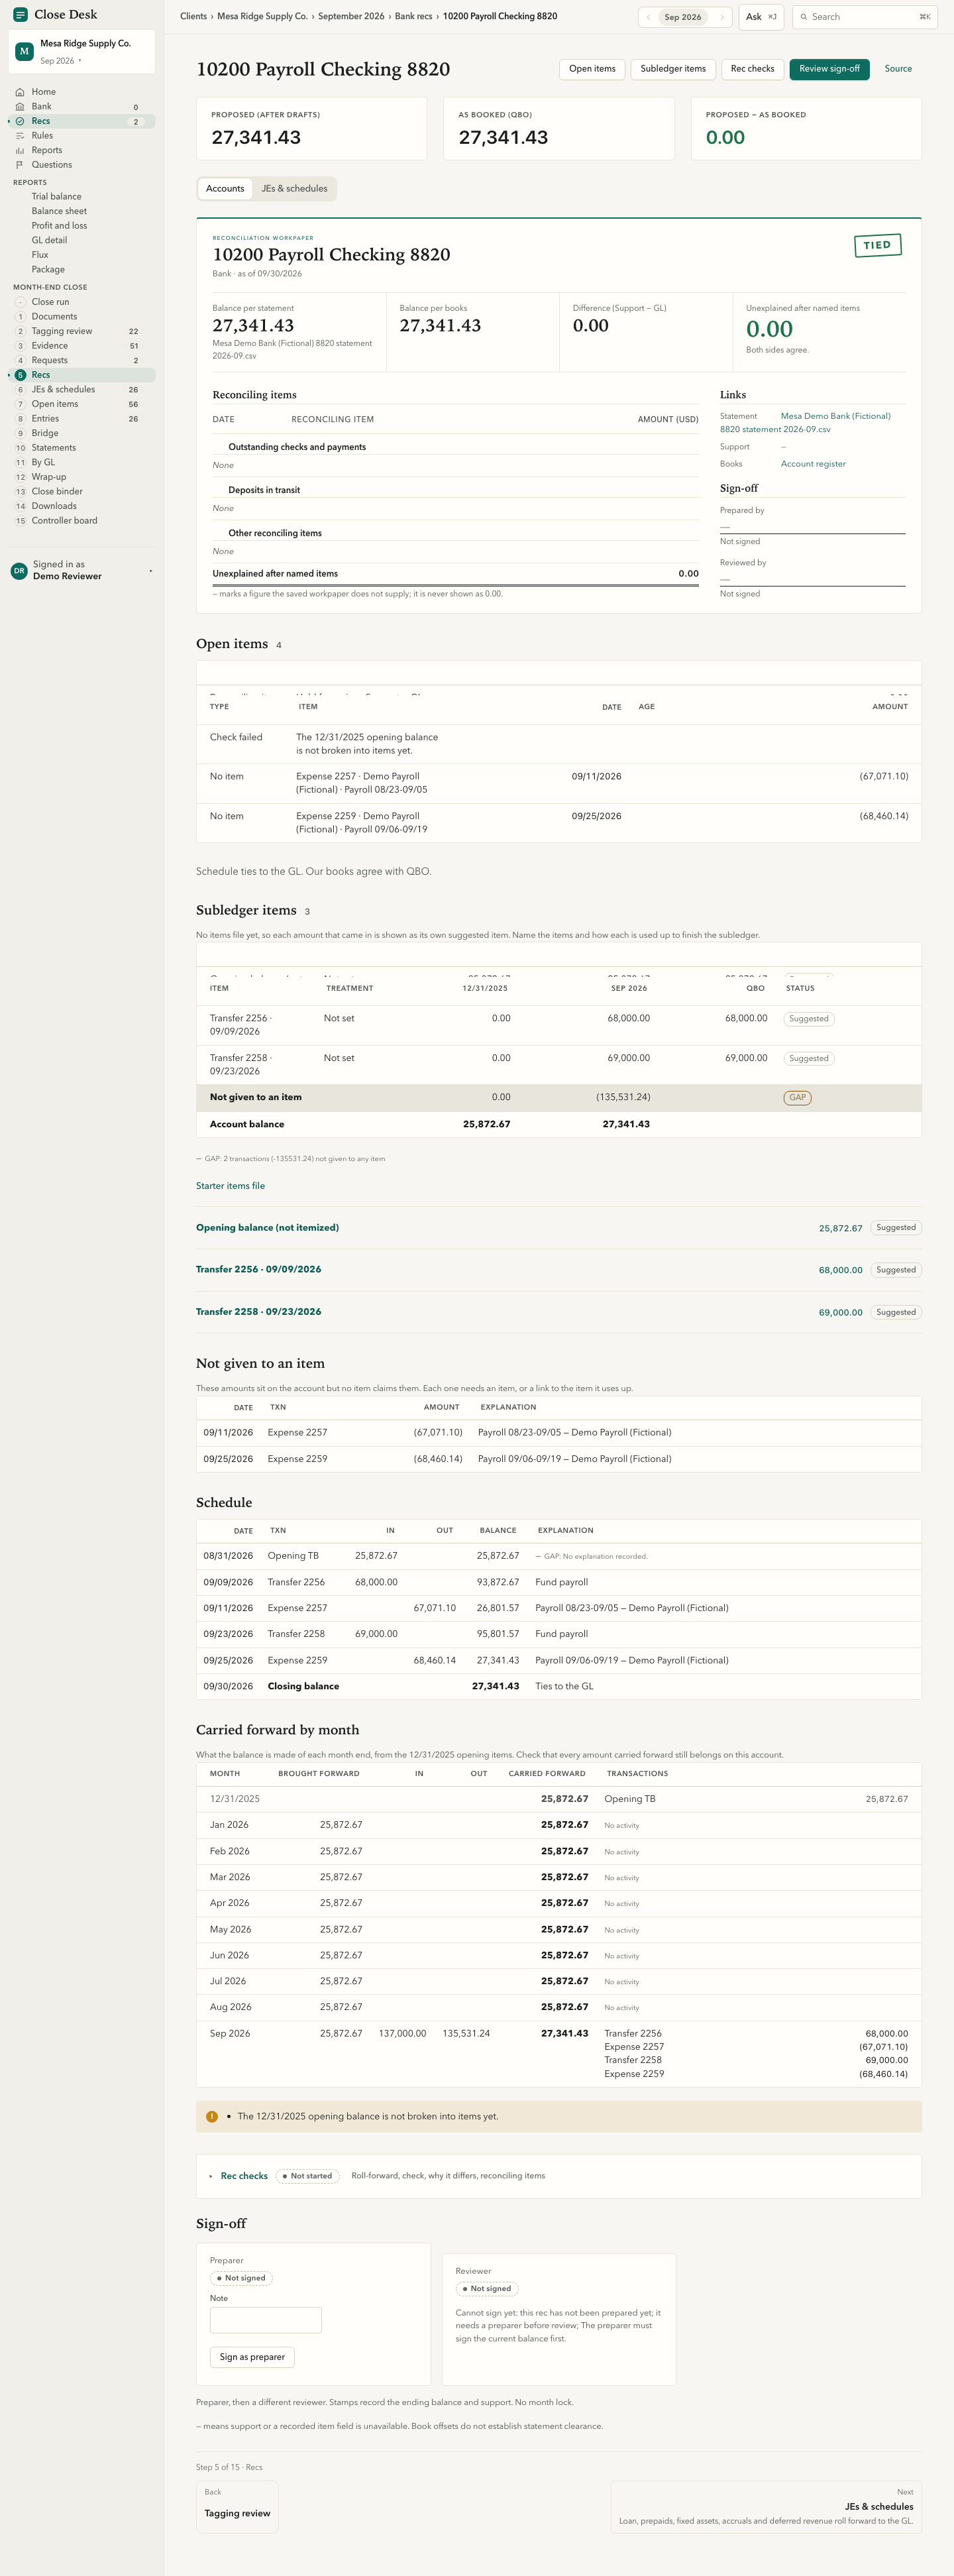 Close Desk
Clients › Mesa Ridge Supply Co. › September 2026 › Bank recs › 10200 Payroll Checking 8820
‹ Sep 2026 ›
Ask ⌘J
Search ⌘K
M
Mesa Ridge Supply Co.
Sep 2026
Home
Bank 0
Recs 2
Rules
Reports
Questions
REPORTS
Trial balance
Balance sheet
Profit and loss
GL detail
Flux
Package
MONTH-END CLOSE
- Close run
1 Documents
2 Tagging review 22
3 Evidence 51
4 Requests 2
5 Recs
6 JEs & schedules 26
7 Open items 56
8 Entries 26
9 Bridge
10 Statements
11 By GL
12 Wrap-up
13 Close binder
14 Downloads
15 Controller board
DR
Signed in as
Demo Reviewer
10200 Payroll Checking 8820
Open items
Subledger items
Rec checks
Review sign-off
Source
PROPOSED (AFTER DRAFTS)
27,341.43
AS BOOKED (QBO)
27,341.43
PROPOSED – AS BOOKED
0.00
Accounts JEs & schedules
RECONCILIATION WORKPAPER
10200 Payroll Checking 8820
Bank · as of 09/30/2026
TIED
Balance per statement
27,341.43
Mesa Demo Bank (Fictional) 8820 statement
2026-09.csv
Balance per books
27,341.43
Difference (Support – GL)
0.00
Unexplained after named items
0.00
Both sides agree.
Reconciling items
DATE RECONCILING ITEM AMOUNT (USD)
Outstanding checks and payments
None
Deposits in transit
None
Other reconciling items
None
Unexplained after named items 0.00
– marks a figure the saved workpaper does not supply; it is never shown as 0.00.
Links
Statement Mesa Demo Bank (Fictional)
8820 statement 2026-09.csv
Support –
Books Account register
Sign-off
Prepared by
—
Not signed
Reviewed by
—
Not signed
Open items 4
TYPE ITEM DATE AGE AMOUNT
Check failed The 12/31/2025 opening balance
is not broken into items yet.
No item Expense 2257 · Demo Payroll 09/11/2026 (67,071.10)
(Fictional) · Payroll 08/23-09/05
No item Expense 2259 · Demo Payroll 09/25/2026 (68,460.14)
(Fictional) · Payroll 09/06-09/19
Schedule ties to the GL. Our books agree with QBO.
Subledger items 3
No items file yet, so each amount that came in is shown as its own suggested item. Name the items and how each is used up to finish the subledger.
ITEM TREATMENT 12/31/2025 SEP 2026 QBO STATUS
Transfer 2256 · Not set 0.00 68,000.00 68,000.00 Suggested
09/09/2026
Transfer 2258 · Not set 0.00 69,000.00 69,000.00 Suggested
09/23/2026
Not given to an item 0.00 (135,531.24) GAP
Account balance 25,872.67 27,341.43
– GAP: 2 transactions (-135531.24) not given to any item
Starter items file
Opening balance (not itemized) 25,872.67 Suggested
Transfer 2256 · 09/09/2026 68,000.00 Suggested
Transfer 2258 · 09/23/2026 69,000.00 Suggested
Not given to an item
These amounts sit on the account but no item claims them. Each one needs an item, or a link to the item it uses up.
DATE TXN AMOUNT EXPLANATION
09/11/2026 Expense 2257 (67,071.10) Payroll 08/23-09/05 – Demo Payroll (Fictional)
09/25/2026 Expense 2259 (68,460.14) Payroll 09/06-09/19 – Demo Payroll (Fictional)
Schedule
DATE TXN IN OUT BALANCE EXPLANATION
08/31/2026 Opening TB 25,872.67 25,872.67 – GAP: No explanation recorded.
09/09/2026 Transfer 2256 68,000.00 93,872.67 Fund payroll
09/11/2026 Expense 2257 67,071.10 26,801.57 Payroll 08/23-09/05 – Demo Payroll (Fictional)
09/23/2026 Transfer 2258 69,000.00 95,801.57 Fund payroll
09/25/2026 Expense 2259 68,460.14 27,341.43 Payroll 09/06-09/19 – Demo Payroll (Fictional)
09/30/2026 Closing balance 27,341.43 Ties to the GL
Carried forward by month
What the balance is made of each month end, from the 12/31/2025 opening items. Check that every amount carried forward still belongs on this account.
MONTH BROUGHT FORWARD IN OUT CARRIED FORWARD TRANSACTIONS
12/31/2025 25,872.67 Opening TB 25,872.67
Jan 2026 25,872.67 25,872.67 No activity
Feb 2026 25,872.67 25,872.67 No activity
Mar 2026 25,872.67 25,872.67 No activity
Apr 2026 25,872.67 25,872.67 No activity
May 2026 25,872.67 25,872.67 No activity
Jun 2026 25,872.67 25,872.67 No activity
Jul 2026 25,872.67 25,872.67 No activity
Aug 2026 25,872.67 25,872.67 No activity
Sep 2026 25,872.67 137,000.00 135,531.24 27,341.43 Transfer 2256 68,000.00
Expense 2257 (67,071.10)
Transfer 2258 69,000.00
Expense 2259 (68,460.14)
! • The 12/31/2025 opening balance is not broken into items yet.
Rec checks Not started Roll-forward, check, why it differs, reconciling items
Sign-off
Preparer
Not signed
Note
Sign as preparer
Reviewer
Not signed
Cannot sign yet: this rec has not been prepared yet; it
needs a preparer before review; The preparer must
sign the current balance first.
Preparer, then a different reviewer. Stamps record the ending balance and support. No month lock.
– means support or a recorded item field is unavailable. Book offsets do not establish statement clearance.
Step 5 of 15 · Recs
Back
Tagging review
Next
JEs & schedules
Loan, prepaids, fixed assets, accruals and deferred revenue roll forward to the GL.